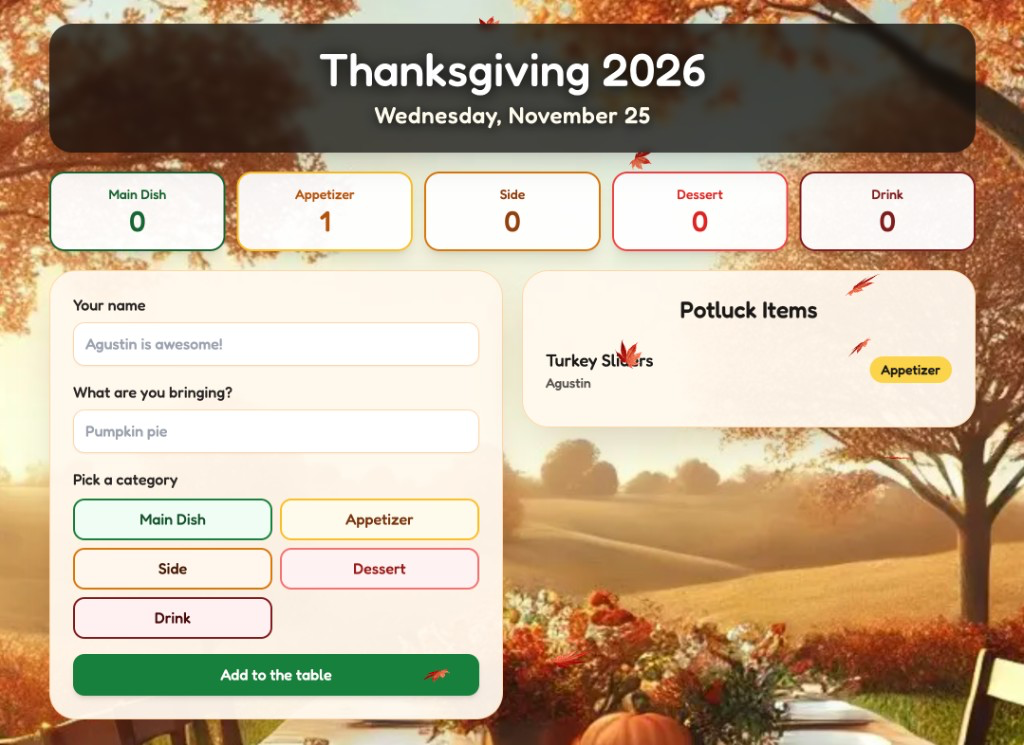 Thanksgiving 2026
Wednesday, November 25
Main Dish
0
Appetizer
1
Side
0
Dessert
0
Drink
0
Your name
Agustin is awesome!
What are you bringing?
Pumpkin pie
Pick a category
Main Dish
Appetizer
Side
Dessert
Drink
Add to the table
Potluck Items
Turkey Sliders
Agustin
Appetizer